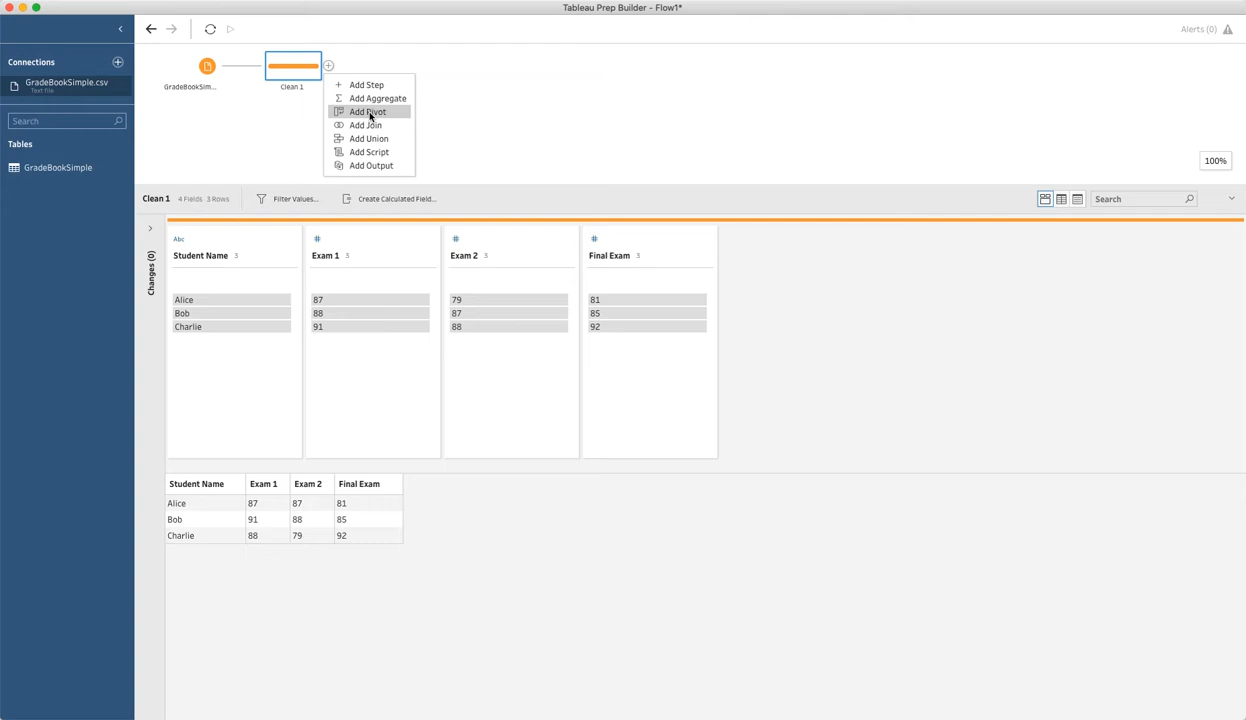 Tableau Prep Builder - Flow1*
Alerts (0)
Connections
GradeBookSimple.csv
Text file
Search
Tables
GradeBookSimple
GradeBookSim...
Clean 1
Add Step
Add Aggregate
Add Pivot
Add Join
Add Union
Add Script
Add Output
100%
Clean 1 4 Fields 3 Rows Filter Values... Create Calculated Field... Search
Changes (0)
Abc
Student Name 3
Alice
Bob
Charlie
#
Exam 1 3
87
88
91
#
Exam 2 3
79
87
88
#
Final Exam 3
81
85
92
Student Name Exam 1 Exam 2 Final Exam
Alice 87 87 81
Bob 91 88 85
Charlie 88 79 92